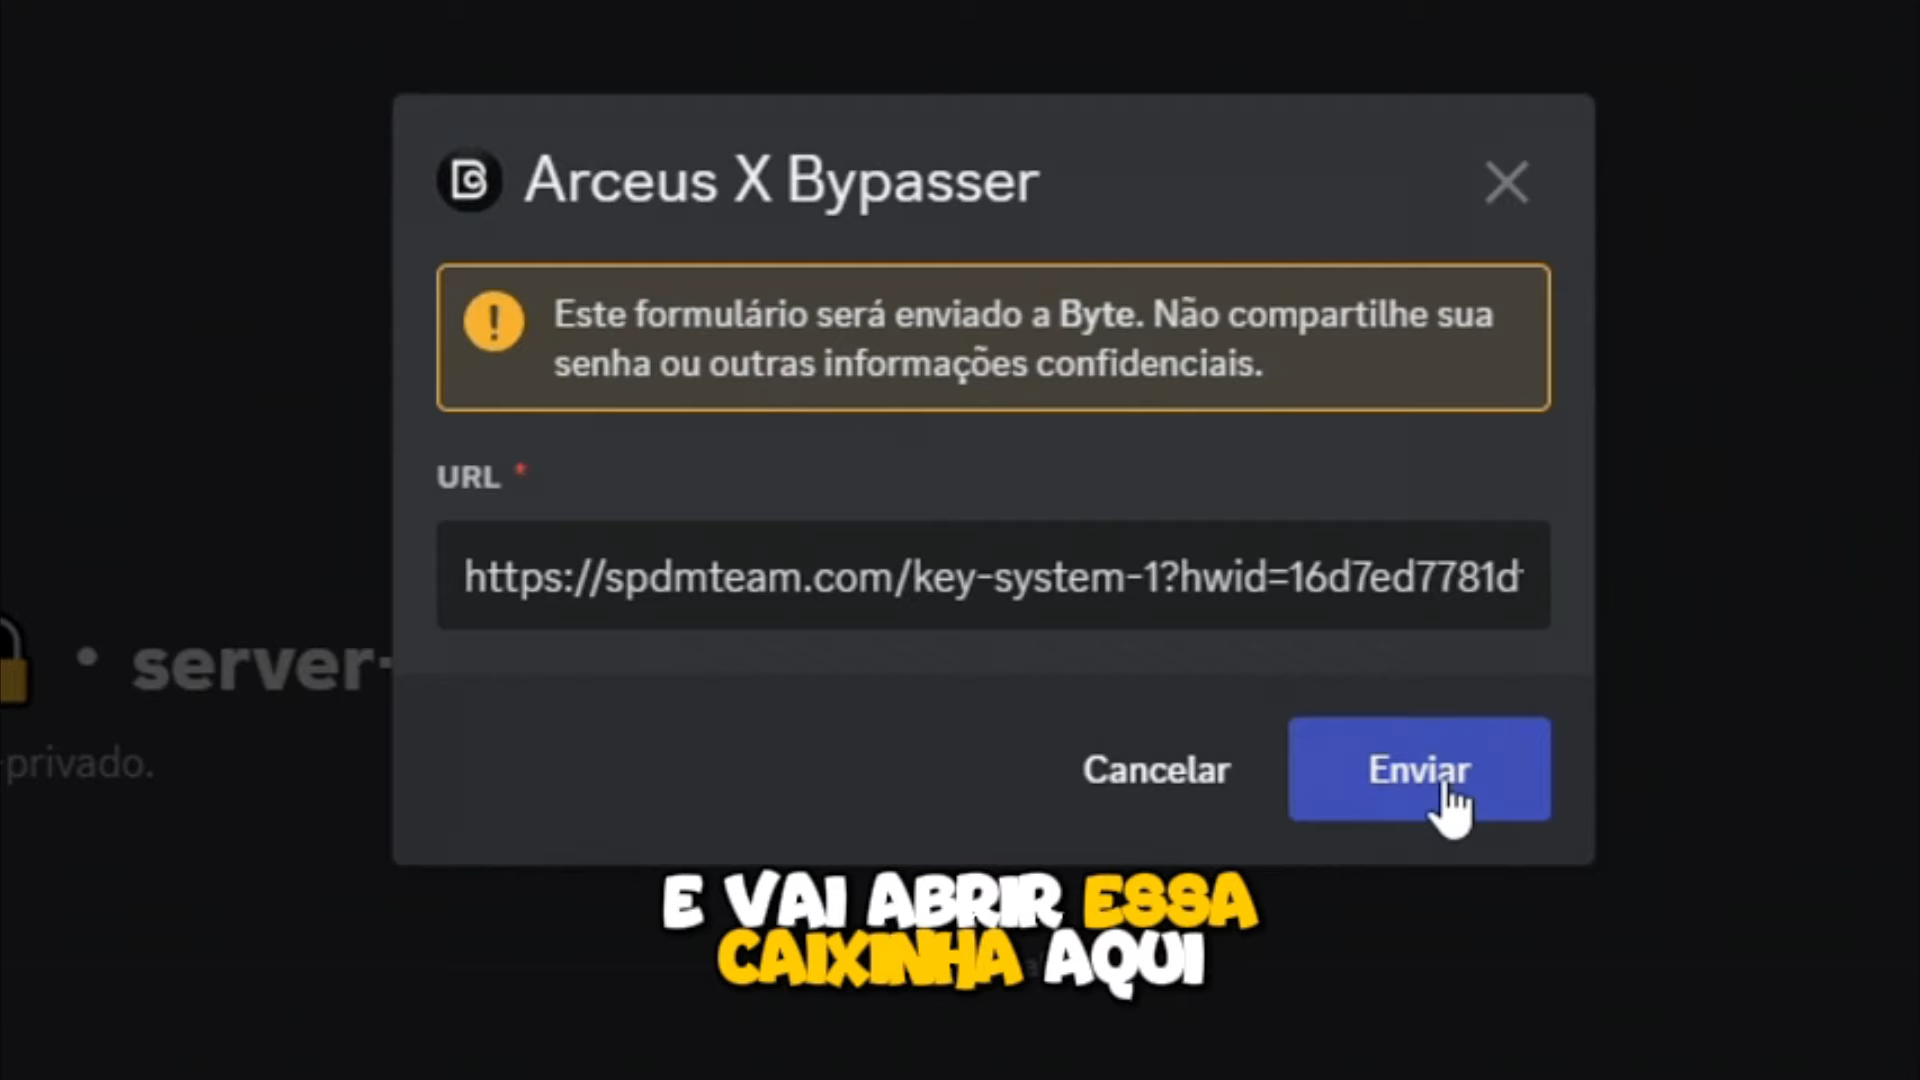 Arceus X Bypasser
Este formulário será enviado a Byte. Não compartilhe sua
senha ou outras informações confidenciais.
URL *
https://spdmteam.com/key-system-1?hwid=16d7ed7781d
• server-
-privado.
Cancelar
Enviar
E VAI ABRIR ESSA
CAIXINHA AQUI